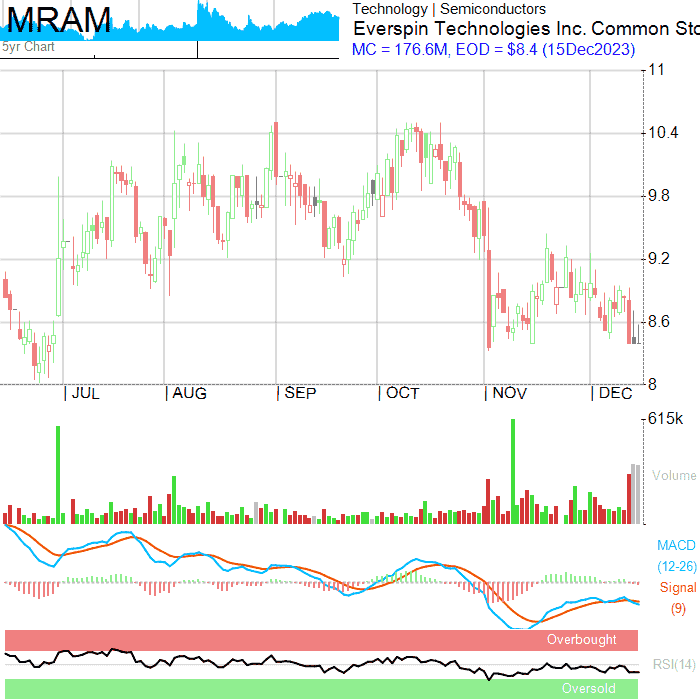 MRAM
5yr Chart
Technology | Semiconductors
Everspin Technologies Inc. Common Sto
MC = 176.6M, EOD = $8.4 (15Dec2023)
11
10.4
9.8
9.2
8.6
8
| JUL | AUG | SEP | OCT | NOV | DEC
615k
Volume
MACD
(12-26)
Signal
(9)
Overbought
RSI(14)
Oversold